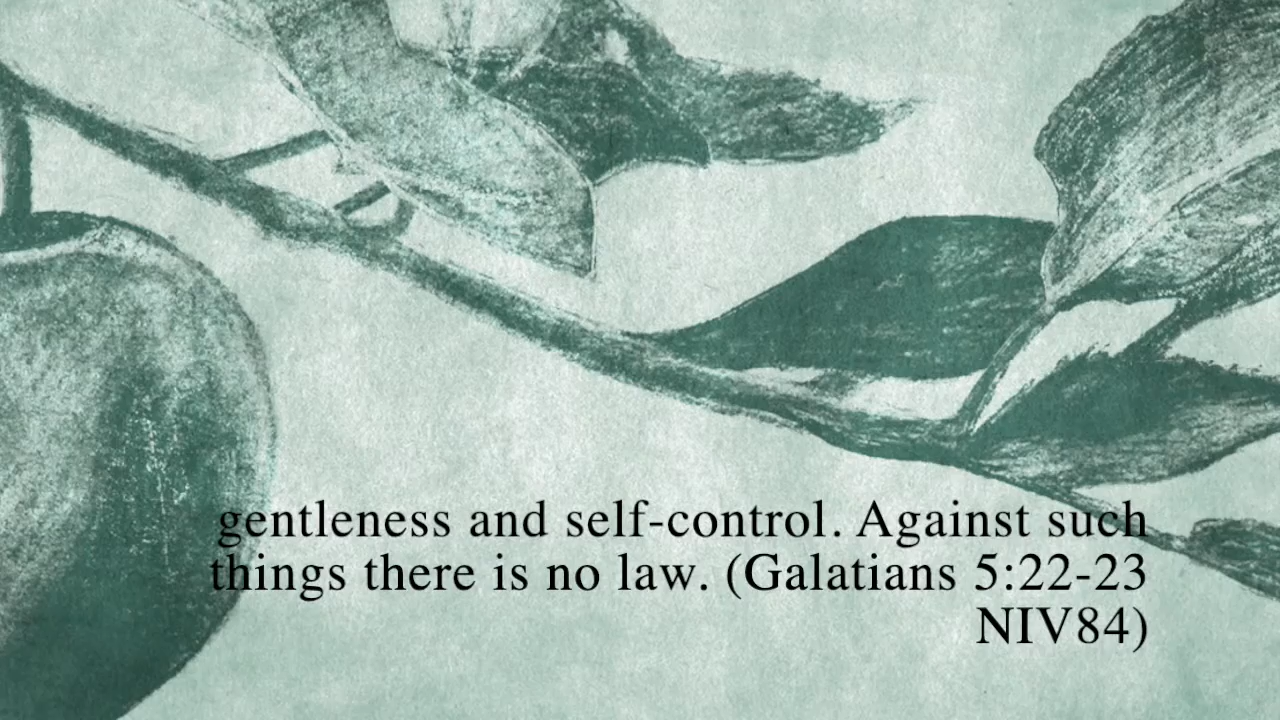 gentleness and self-control. Against such
things there is no law. (Galatians 5:22-23
NIV84)